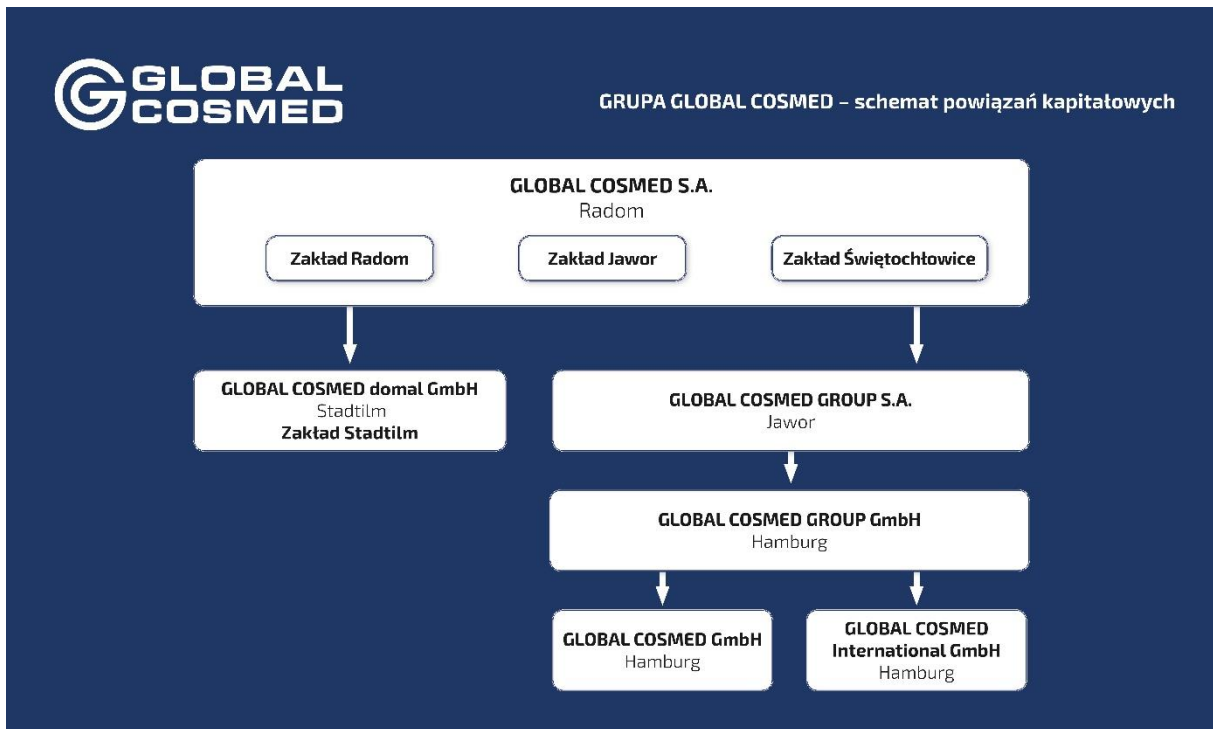 GLOBAL
COSMED
GRUPA GLOBAL COSMED – schemat powiązań kapitałowych
GLOBAL COSMED S.A.
Radom
Zakład Radom
Zakład Jawor
Zakład Świętochłowice
GLOBAL COSMED domal GmbH
Stadtilm
Zakład Stadtilm
GLOBAL COSMED GROUP S.A.
Jawor
GLOBAL COSMED GROUP GmbH
Hamburg
GLOBAL COSMED GmbH
Hamburg
GLOBAL COSMED
International GmbH
Hamburg